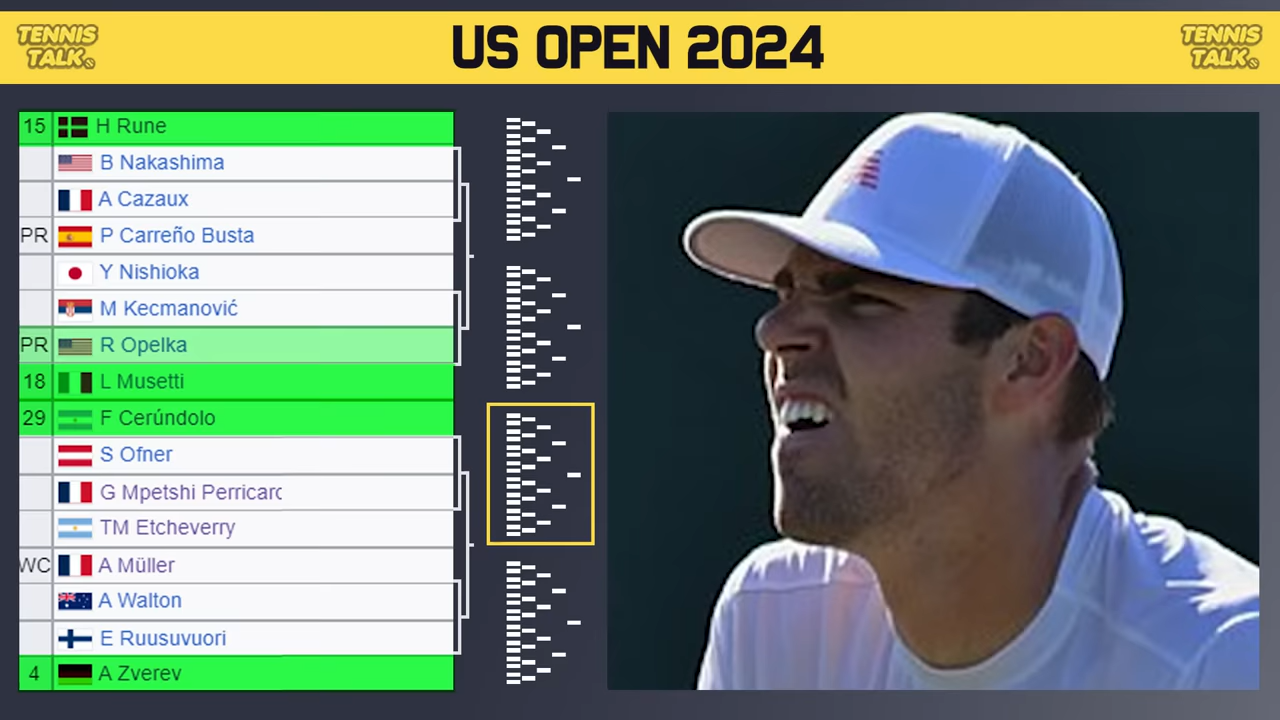 TENNIS
TALK
US OPEN 2024
TENNIS
TALK
15 H Rune
B Nakashima
A Cazaux
PR P Carreño Busta
Y Nishioka
M Kecmanović
PR R Opelka
18 L Musetti
29 F Cerúndolo
S Ofner
G Mpetshi Perricarc
TM Etcheverry
WC A Müller
A Walton
E Ruusuvuori
4 A Zverev